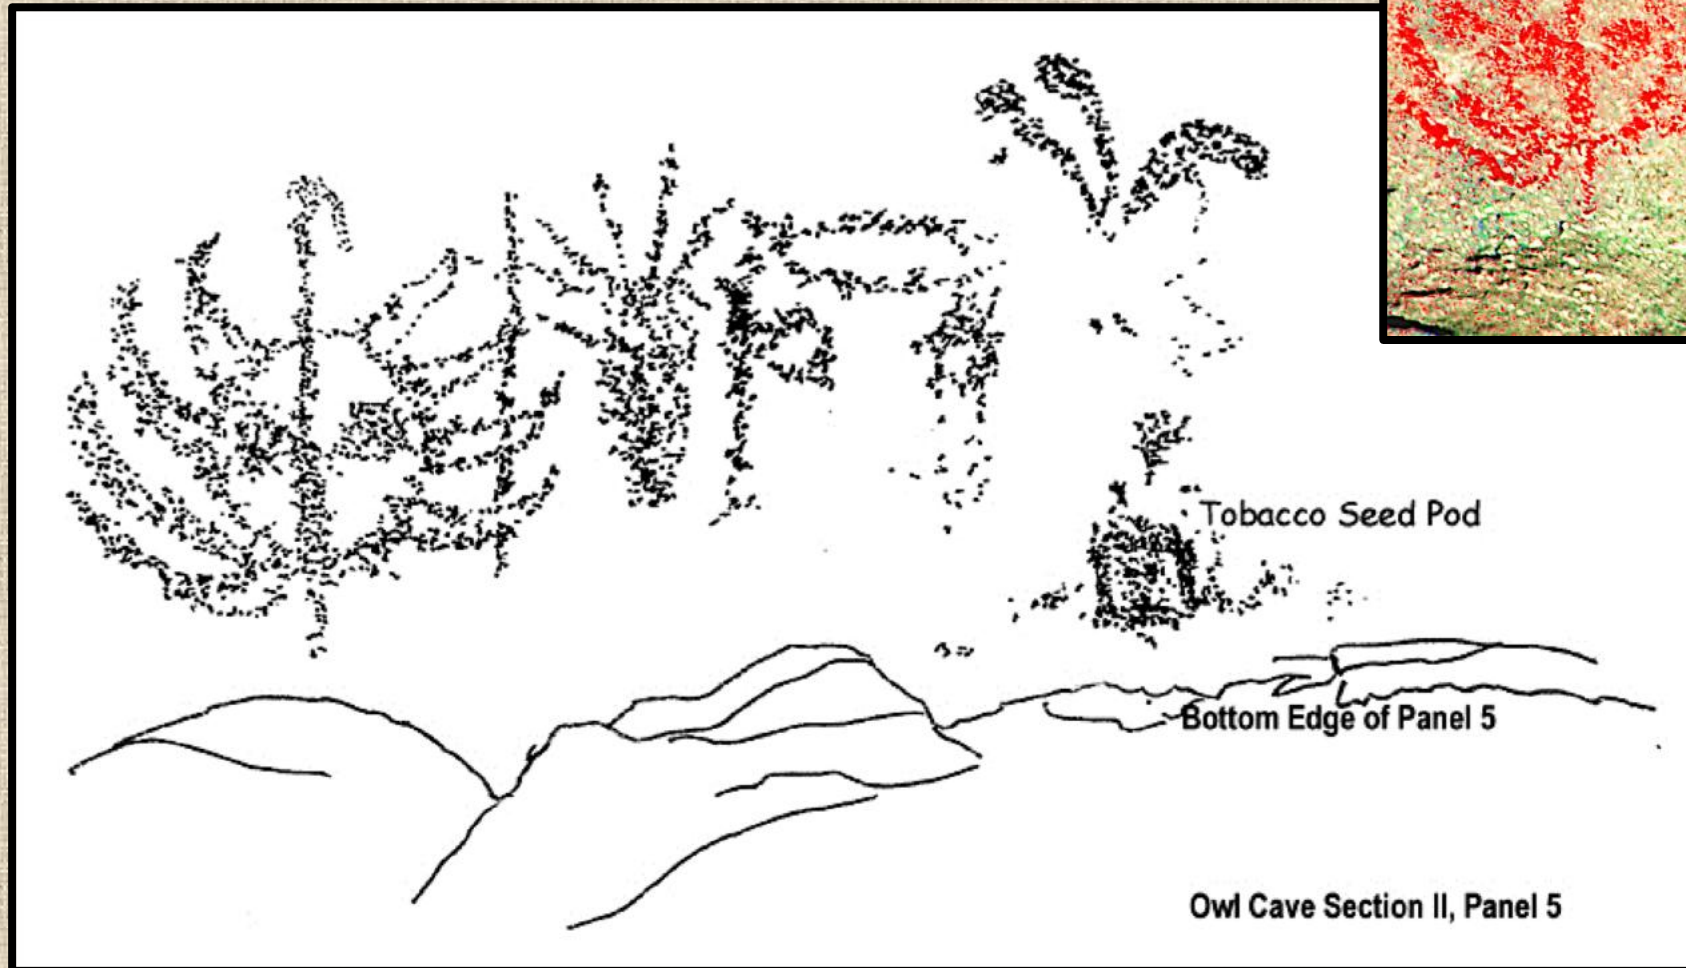 Tobacco Seed Pod
Bottom Edge of Panel 5
Owl Cave Section II, Panel 5